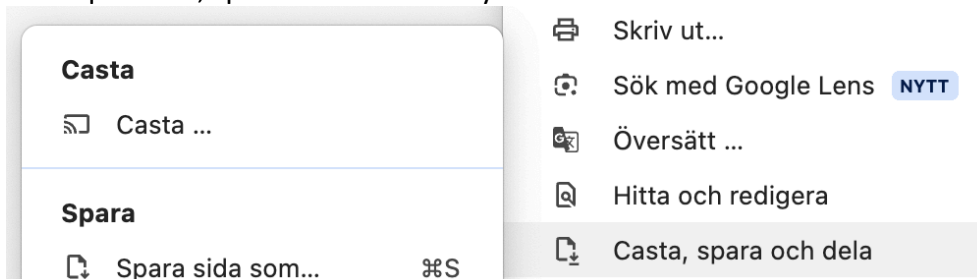 Skriv ut...
Casta
Sök med Google Lens NYTT
Casta ...
Översätt ...
Hitta och redigera
Spara
Casta, spara och dela
Spara sida som... ⌘S